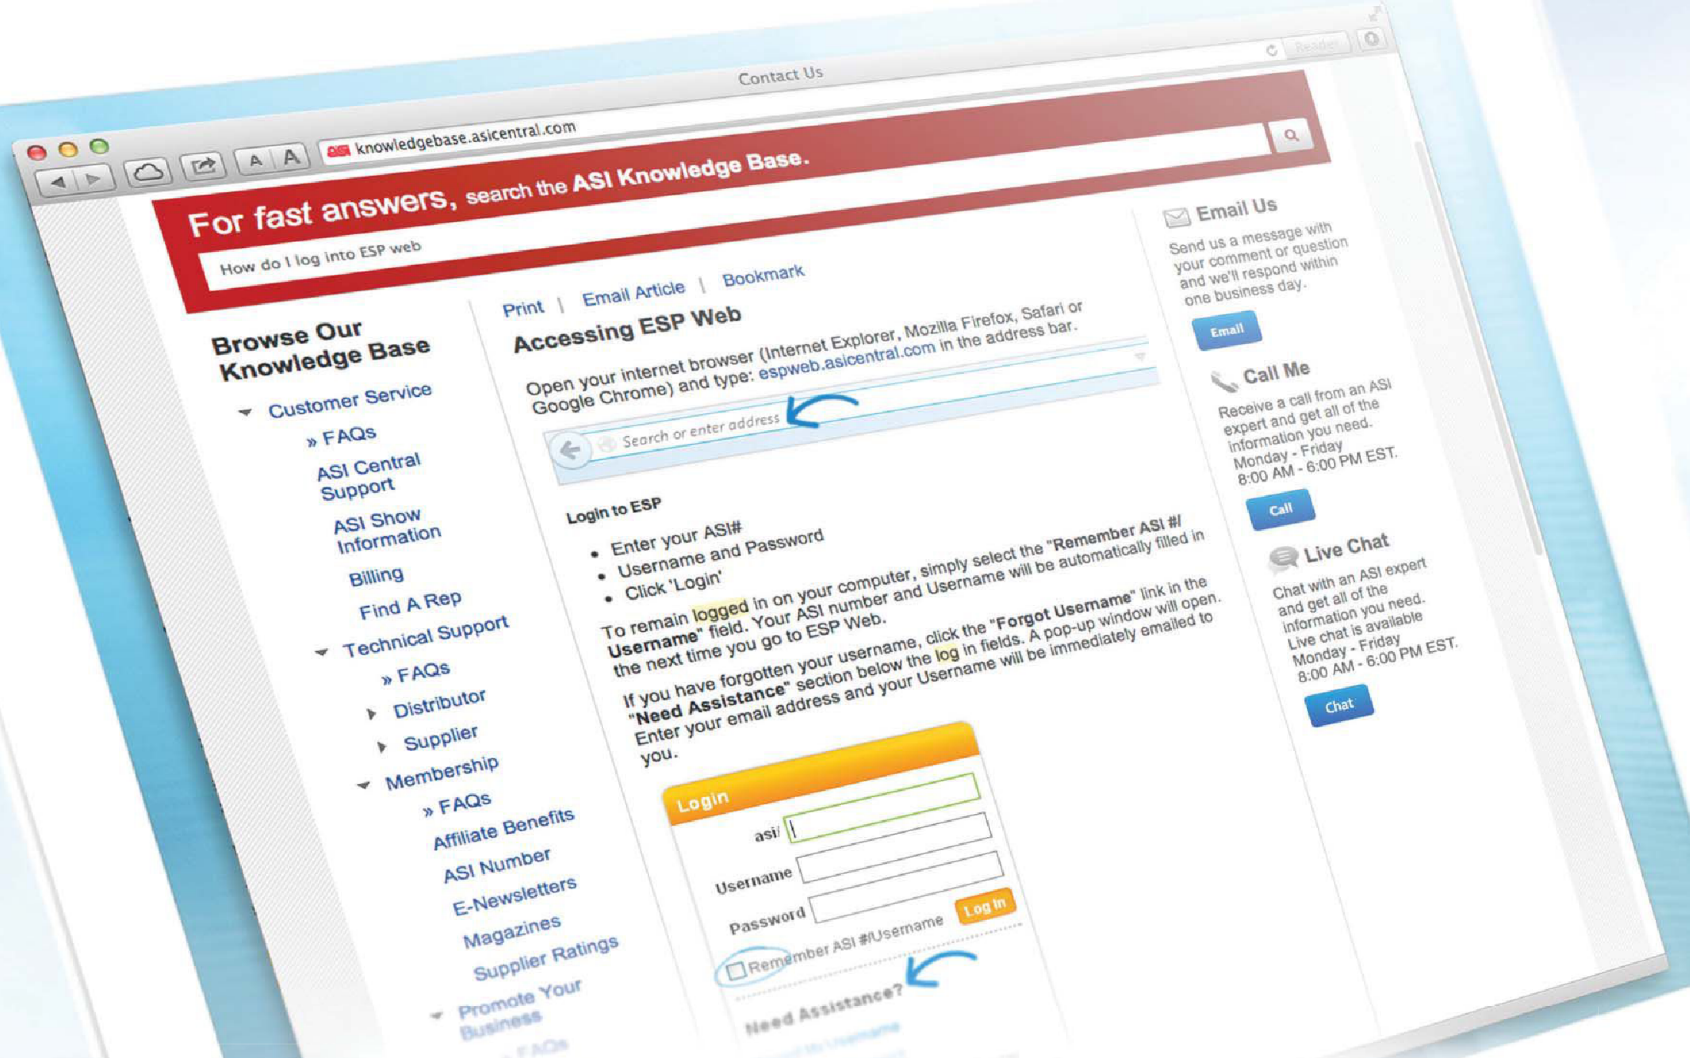 Contact Us
Reader
A A
ASI knowledgebase.asicentral.com
For fast answers, search the ASI Knowledge Base.
How do I log into ESP web
Browse Our
Knowledge Base
Customer Service
» FAQs
ASI Central
Support
ASI Show
Information
Billing
Find A Rep
Technical Support
» FAQs
Distributor
Supplier
Membership
» FAQs
Affiliate Benefits
ASI Number
E-Newsletters
Magazines
Supplier Ratings
Promote Your
Business
» FAQs
Print | Email Article | Bookmark
Accessing ESP Web
Open your internet browser (Internet Explorer, Mozilla Firefox, Safari or
Google Chrome) and type: espweb.asicentral.com in the address bar.
Search or enter address
Login to ESP
• Enter your ASI#
• Username and Password
• Click 'Login'
To remain logged in on your computer, simply select the "Remember ASI #/
Username" field. Your ASI number and Username will be automatically filled in
the next time you go to ESP Web.
If you have forgotten your username, click the "Forgot Username" link in the
"Need Assistance" section below the log in fields. A pop-up window will open.
Enter your email address and your Username will be immediately emailed to
you.
Login
asi/
Username
Password
Remember ASI #/Username
Log In
Need Assistance?
Username
Email Us
Send us a message with
your comment or question
and we'll respond within
one business day.
Email
Call Me
Receive a call from an ASI
expert and get all of the
information you need.
Monday - Friday
8:00 AM - 6:00 PM EST.
Call
Live Chat
Chat with an ASI expert
and get all of the
information you need.
Live chat is available
Monday - Friday
8:00 AM - 6:00 PM EST.
Chat